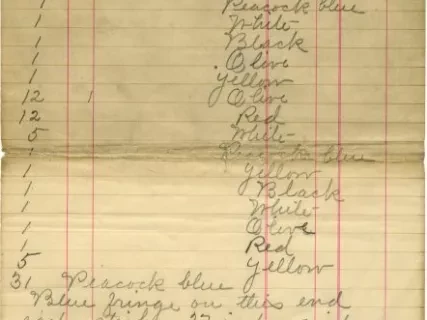 1 Peacock blue
1 White
1 Black
1 Olive
1 Yellow
12 1 Olive
12 Red
5 White
1 Peacock blue
1 Yellow
1 Black
1 White
1 Olive
1 Red
5 Yellow
31 Peacock blue
Blue fringe on this end